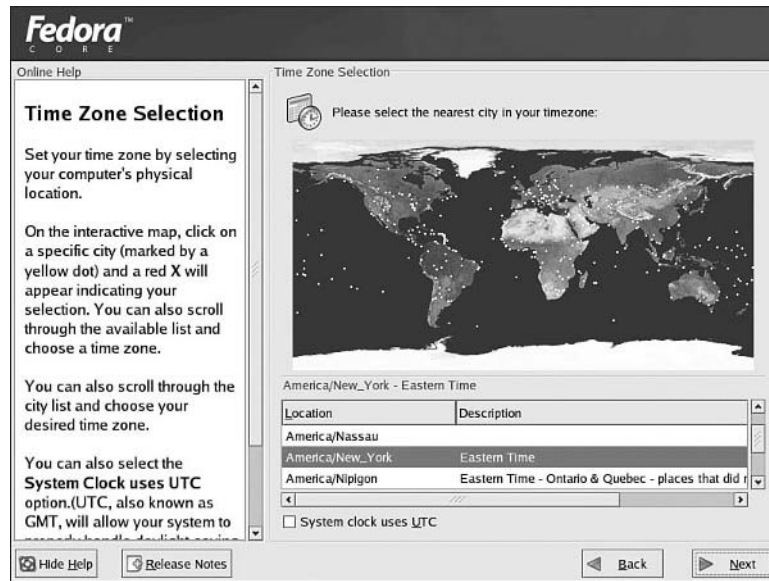 Fedora™
CORE
Online Help
Time Zone Selection
Set your time zone by selecting
your computer's physical
location.
On the interactive map, click on
a specific city (marked by a
yellow dot) and a red X will
appear indicating your
selection. You can also scroll
through the available list and
choose a time zone.
You can also scroll through the
city list and choose your
desired time zone.
You can also select the
System Clock uses UTC
option.(UTC, also known as
GMT, will allow your system to
Time Zone Selection
Please select the nearest city in your timezone:
America/New_York - Eastern Time
Location Description
America/Nassau
America/New_York Eastern Time
America/Nipigon Eastern Time - Ontario & Quebec - places that did
System clock uses UTC
Hide Help
Release Notes
Back
Next